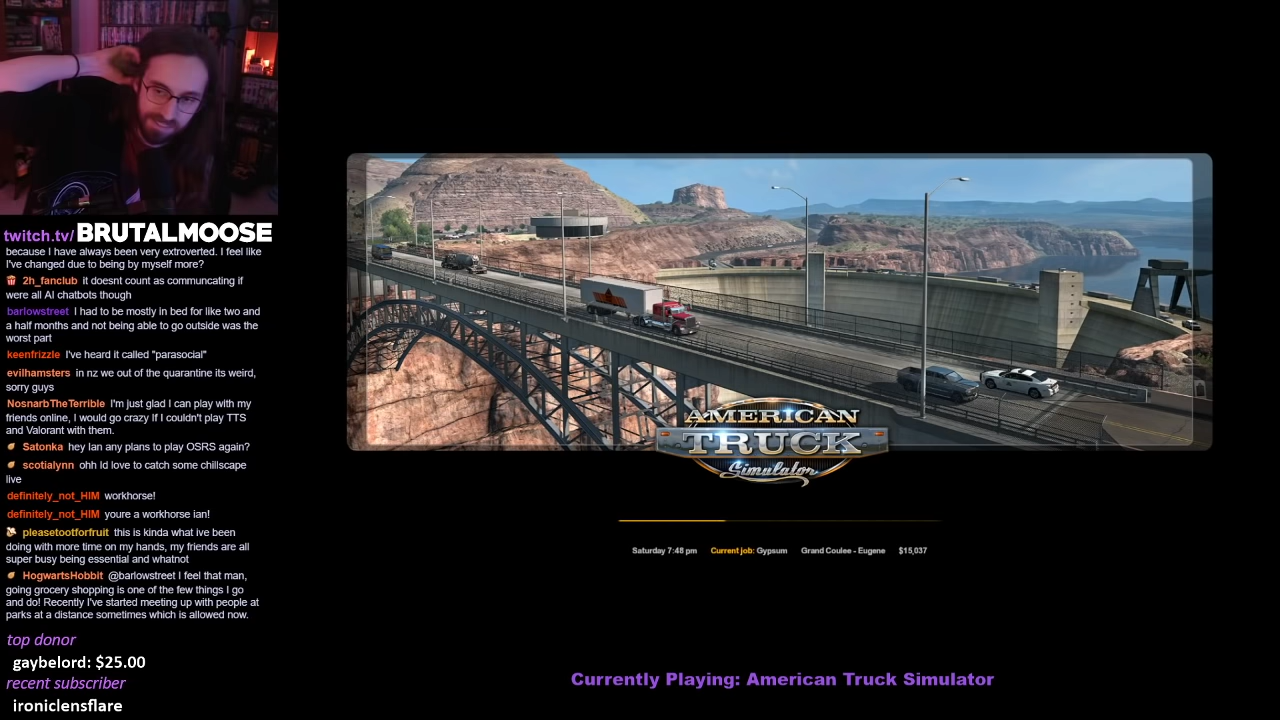 twitch.tv/BRUTALMOOSE
because I have always been very extroverted. I feel like
I've changed due to being by myself more?
2h_fanclub it doesnt count as communcating if
were all AI chatbots though
barlowstreet I had to be mostly in bed for like two and
a half months and not being able to go outside was the
worst part
keenfrizzle I've heard it called "parasocial"
evilhamsters in nz we out of the quarantine its weird,
sorry guys
NosnarbTheTerrible I'm just glad I can play with my
friends online, I would go crazy If I couldn't play TTS
and Valorant with them.
Satonka hey Ian any plans to play OSRS again?
scotialynn ohh Id love to catch some chillscape
live
definitely_not_HIM workhorse!
definitely_not_HIM youre a workhorse ian!
pleasetootforfruit this is kinda what ive been
doing with more time on my hands, my friends are all
super busy being essential and whatnot
HogwartsHobbit @barlowstreet I feel that man,
going grocery shopping is one of the few things I go
and do! Recently I've started meeting up with people at
parks at a distance sometimes which is allowed now.
top donor
gaybelord: $25.00
recent subscriber
ironiclensflare
AMERICAN
TRUCK
Simulator
Saturday 7:48 pm Current job: Gypsum Grand Coulee - Eugene $15,037
Currently Playing: American Truck Simulator